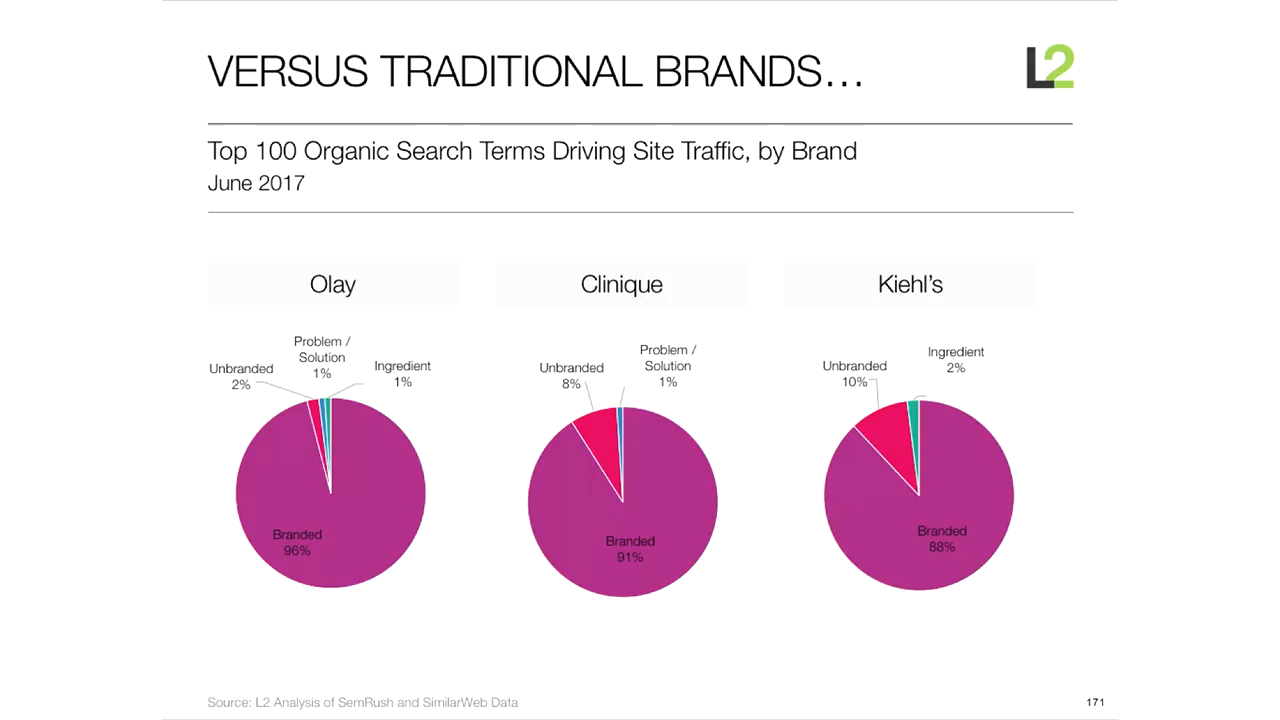 VERSUS TRADITIONAL BRANDS…
L2
Top 100 Organic Search Terms Driving Site Traffic, by Brand
June 2017
Olay
Clinique
Kiehl's
Unbranded
2%
Problem /
Solution
1%
Ingredient
1%
Branded
96%
Unbranded
8%
Problem /
Solution
1%
Branded
91%
Unbranded
10%
Ingredient
2%
Branded
88%
Source: L2 Analysis of SemRush and SimilarWeb Data
171